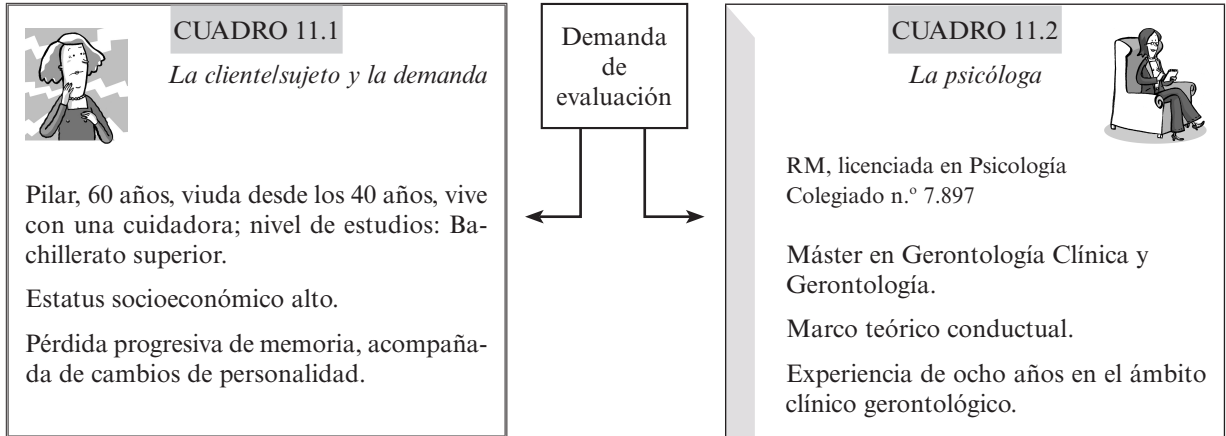 CUADRO 11.1
La cliente/sujeto y la demanda
Pilar, 60 años, viuda desde los 40 años, vive
con una cuidadora; nivel de estudios: Ba-
chillerato superior.
Estatus socioeconómico alto.
Pérdida progresiva de memoria, acompaña-
da de cambios de personalidad.
Demanda
de
evaluación
CUADRO 11.2
La psicóloga
RM, licenciada en Psicología
Colegiado n.º 7.897
Máster en Gerontología Clínica y
Gerontología.
Marco teórico conductual.
Experiencia de ocho años en el ámbito
clínico gerontológico.